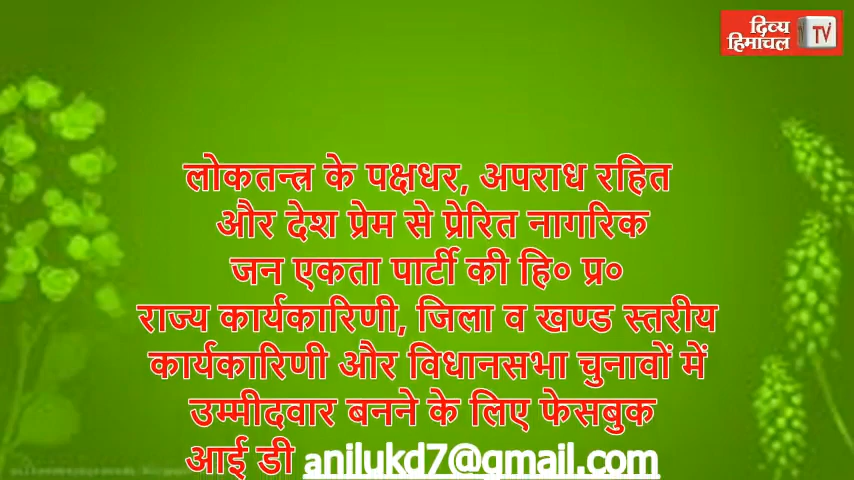 दिव्य
हिमाचल TV
लोकतन्त्र के पक्षधर, अपराध रहित
और देश प्रेम से प्रेरित नागरिक
जन एकता पार्टी की हि० प्र०
राज्य कार्यकारिणी, जिला व खण्ड स्तरीय
कार्यकारिणी और विधानसभा चुनावों में
उम्मीदवार बनने के लिए फेसबुक
आई डी anilukd7@gmail.com